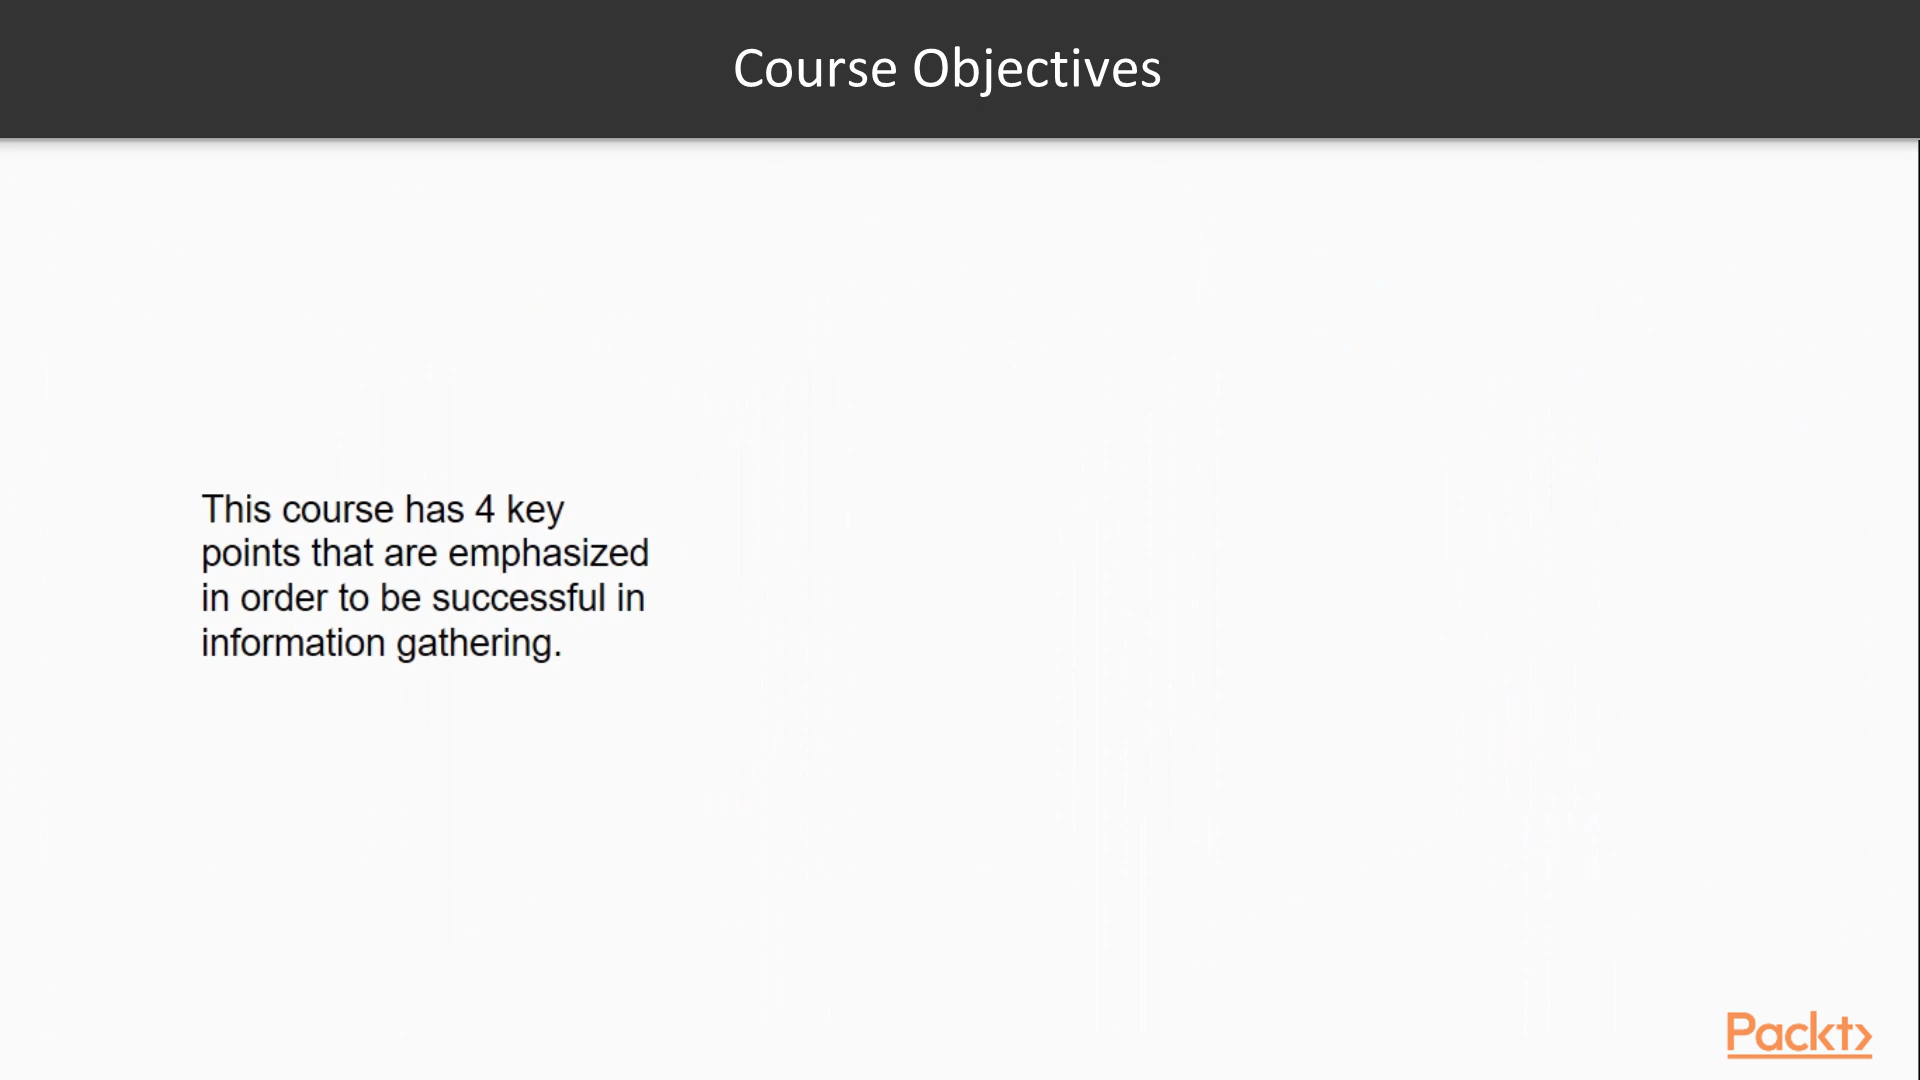 Course Objectives
This course has 4 key
points that are emphasized
in order to be successful in
information gathering.
Packt>